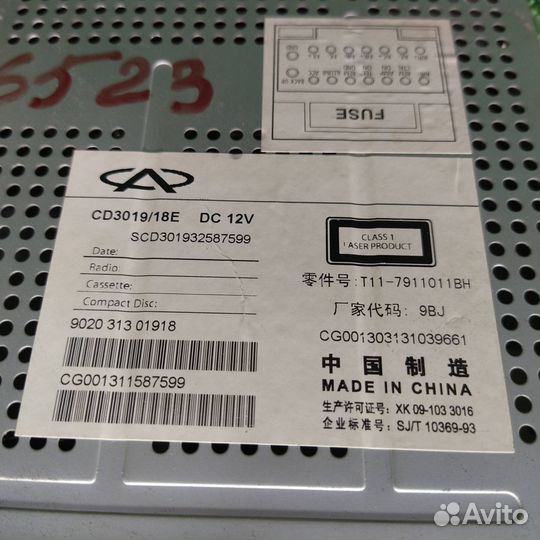 6523
FUSE
CD3019/18E DC 12V
SCD301932587599
Date:
Radio:
Cassette:
Compact Disc:
9020 313 01918
CG001311587599
CLASS 1
LASER PRODUCT
零件号: T11-7911011BH
厂家代码: 9BJ
CG001303131039661
中国制造
MADE IN CHINA
生产许可证号: XK 09-103 3016
企业标准号: SJ/T 10369-93
Avito